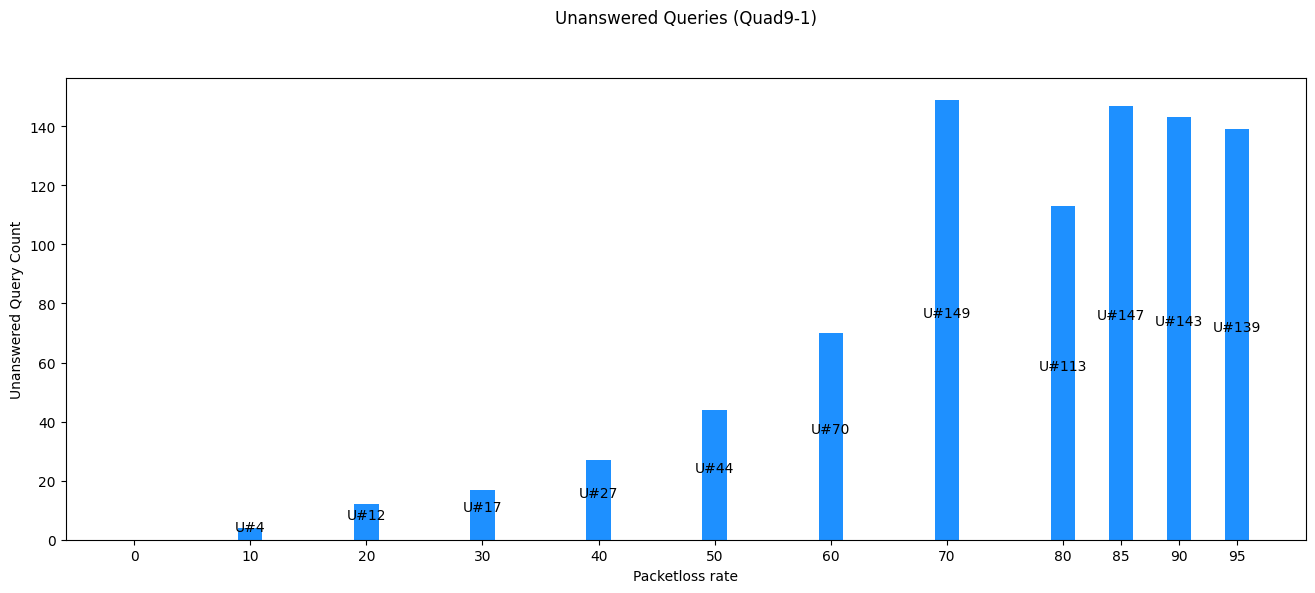 Unanswered Queries (Quad9-1)
Unanswered Query Count
140
120
100
80
60
40
20
0
U#4
U#12
U#17
U#27
U#44
U#70
U#149
U#113
U#147
U#143
U#139
0 10 20 30 40 50 60 70 80 85 90 95
Packetloss rate